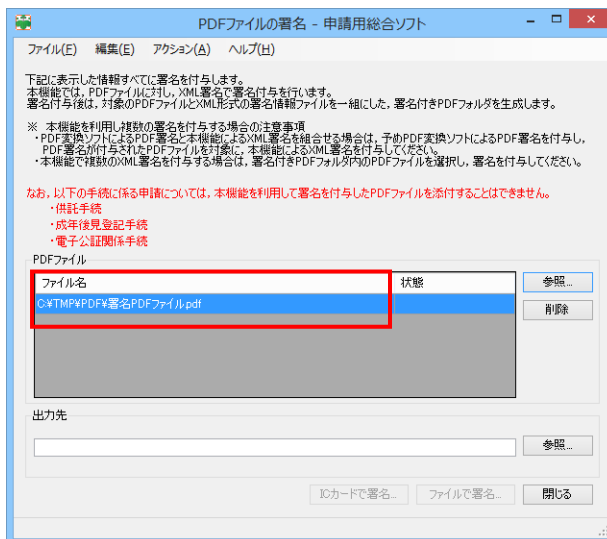 PDFファイルの署名 - 申請用総合ソフト
ファイル(F) 編集(E) アクション(A) ヘルプ(H)
下記に表示した情報すべてに署名を付与します。
本機能では，PDFファイルに対し，XML署名で署名付与を行います。
署名付与後は，対象のPDFファイルとXML形式の署名情報ファイルを一組にした，署名付きPDFフォルダを生成します。
※ 本機能を利用し複数の署名を付与する場合の注意事項
・PDF変換ソフトによるPDF署名と本機能によるXML署名を組合せる場合は，予めPDF変換ソフトによるPDF署名を付与し，
PDF署名が付与されたPDFファイルを対象に，本機能によるXML署名を付与してください。
・本機能で複数のXML署名を付与する場合は，署名付きPDFフォルダ内のPDFファイルを選択し，署名を付与してください。
なお，以下の手続に係る申請については，本機能を利用して署名を付与したPDFファイルを添付することはできません。
・供託手続
・成年後見登記手続
・電子公証関係手続
PDFファイル
ファイル名 状態 参照...
C:¥TMP¥PDF¥署名PDFファイル.pdf 削除
出力先
参照...
ICカードで署名... ファイルで署名... 閉じる